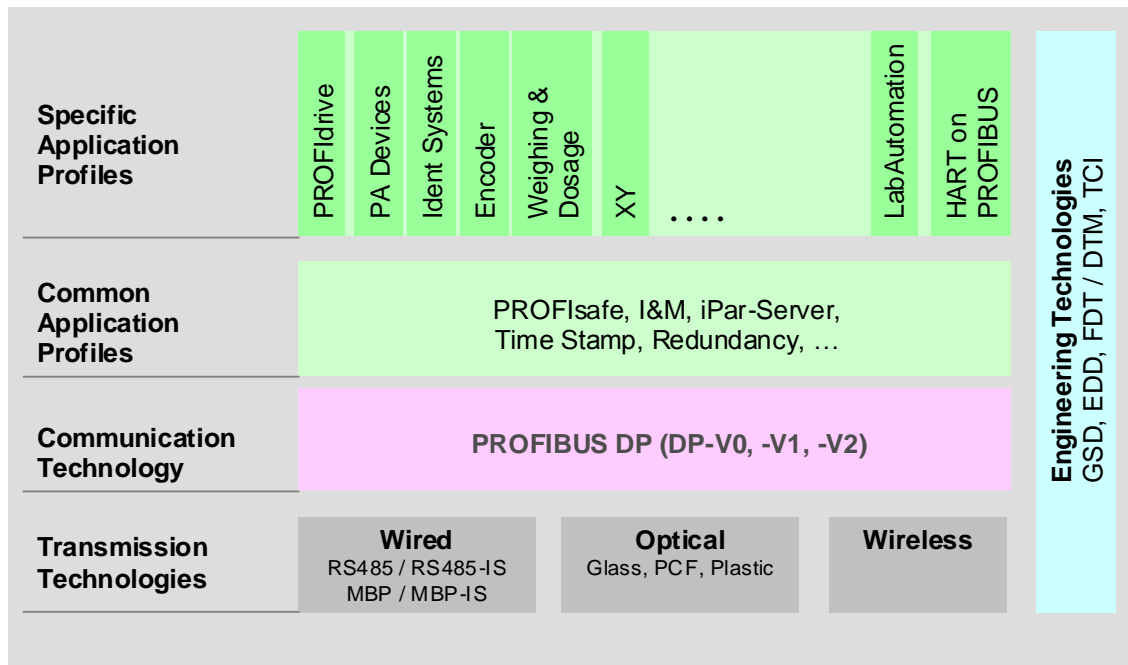 Specific
Application
Profiles
PROFIdrive
PA Devices
Ident Systems
Encoder
Weighing &
Dosage
XY
....
LabAutomation
HART on
PROFIBUS
Common
Application
Profiles
PROFIsafe, I&M, iPar-Server,
Time Stamp, Redundancy, …
Communication
Technology
PROFIBUS DP (DP-V0, -V1, -V2)
Transmission
Technologies
Wired
RS485 / RS485-IS
MBP / MBP-IS
Optical
Glass, PCF, Plastic
Wireless
Engineering Technologies
GSD, EDD, FDT / DTM, TCI